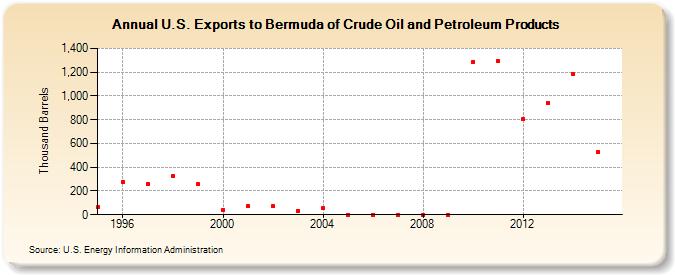 Annual U.S. Exports to Bermuda of Crude Oil and Petroleum Products
Thousand Barrels
1,400
1,200
1,000
800
600
400
200
0
1996 2000 2004 2008 2012
Source: U.S. Energy Information Administration